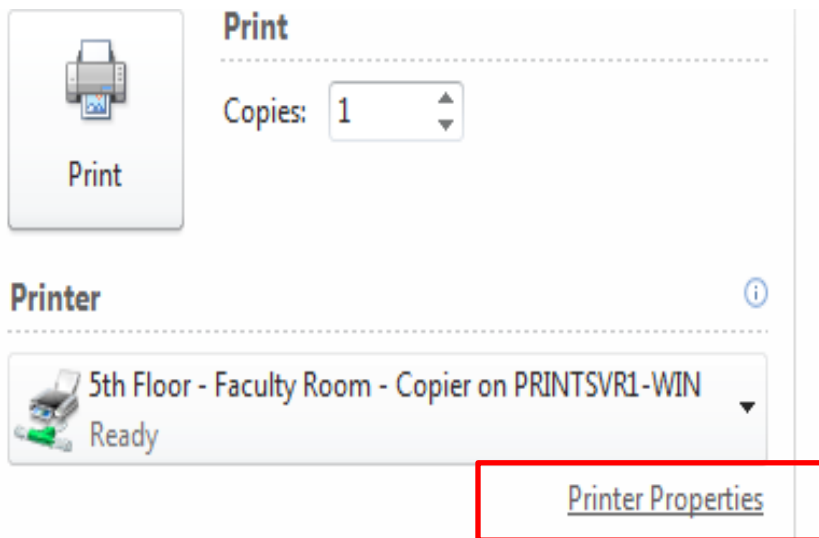 Print
Copies: 1
Print
Printer
5th Floor - Faculty Room - Copier on PRINTSVR1-WIN
Ready
Printer Properties